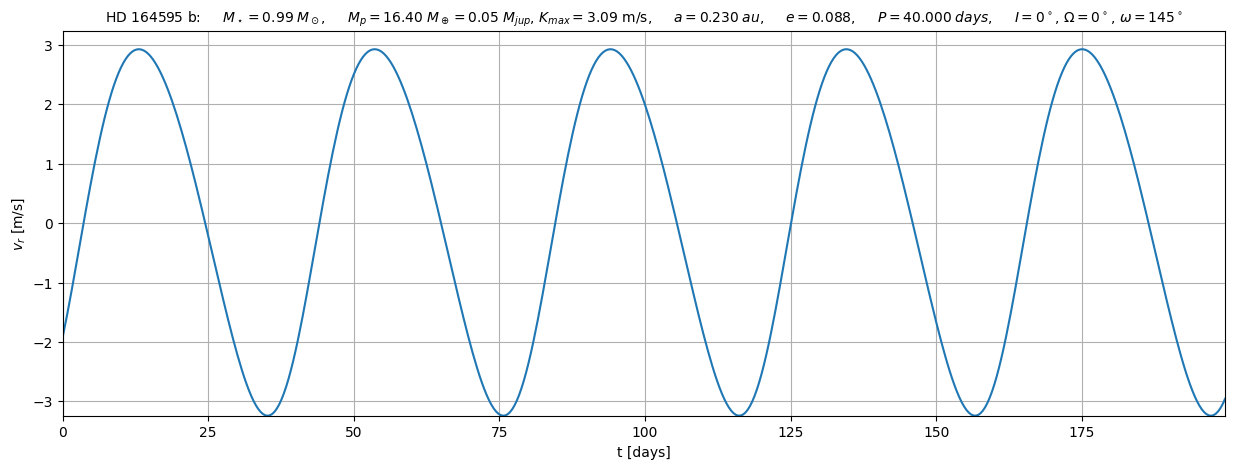 HD 164595 b: M⋆ = 0.99 M⊙, Mp = 16.40 M⊕ = 0.05 Mjup, Kmax = 3.09 m/s, a = 0.230 au, e = 0.088, P = 40.000 days, I = 0°, Ω = 0°, ω = 145°
3
2
1
0
−1
−2
−3
vr [m/s]
0 25 50 75 100 125 150 175
t [days]